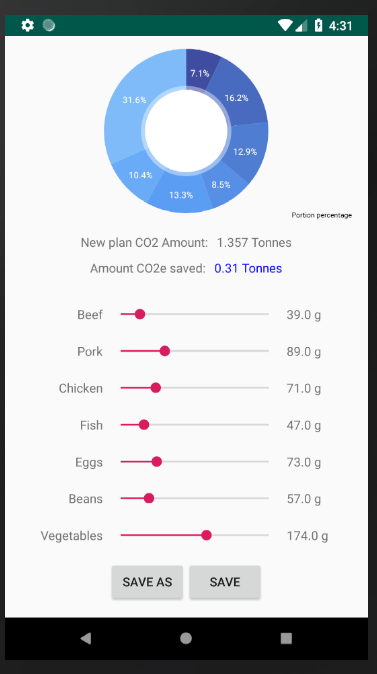 4:31
7.1%
16.2%
31.6%
12.9%
10.4%
8.5%
13.3%
Portion percentage
New plan CO2 Amount: 1.357 Tonnes
Amount CO2e saved: 0.31 Tonnes
Beef 39.0 g
Pork 89.0 g
Chicken 71.0 g
Fish 47.0 g
Eggs 73.0 g
Beans 57.0 g
Vegetables 174.0 g
SAVE AS SAVE